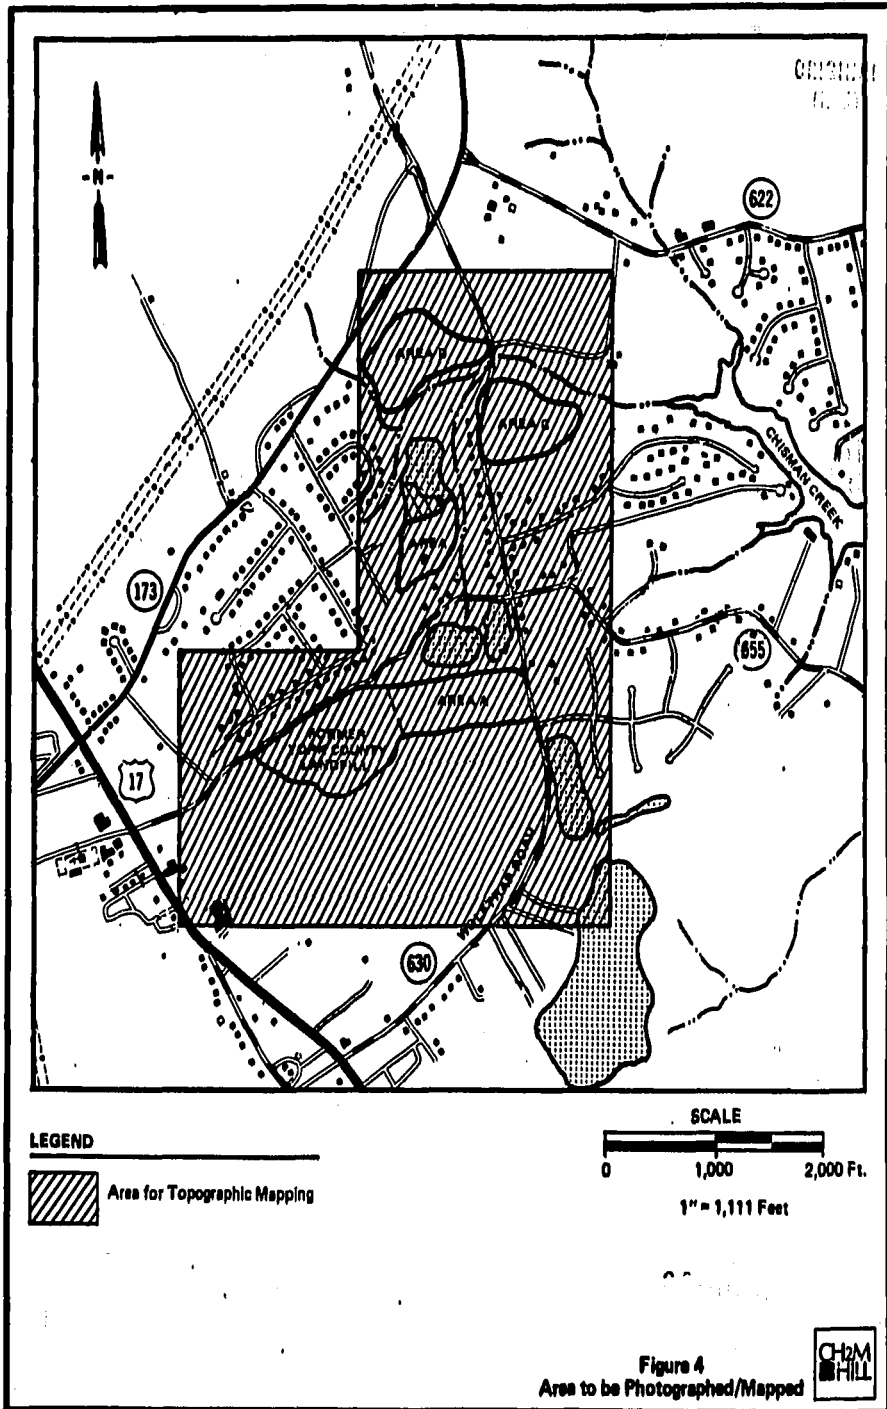 -N-
622
AREA D
AREA C
CHISMAN CREEK
AREA
173
655
AREA A
FORMER
YORK COUNTY
LANDFILL
17
WOLFTRAP ROAD
630
LEGEND
Area for Topographic Mapping
SCALE
0 1,000 2,000 Ft.
1" = 1,111 Feet
Figure 4
Area to be Photographed/Mapped
CH2M
HILL